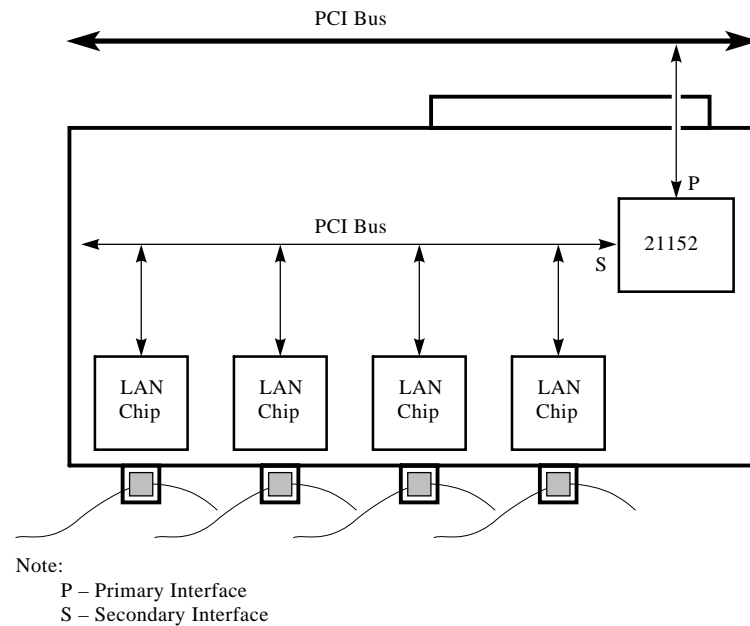 PCI Bus
P
PCI Bus
21152
S
LAN
Chip
LAN
Chip
LAN
Chip
LAN
Chip
Note:
P – Primary Interface
S – Secondary Interface